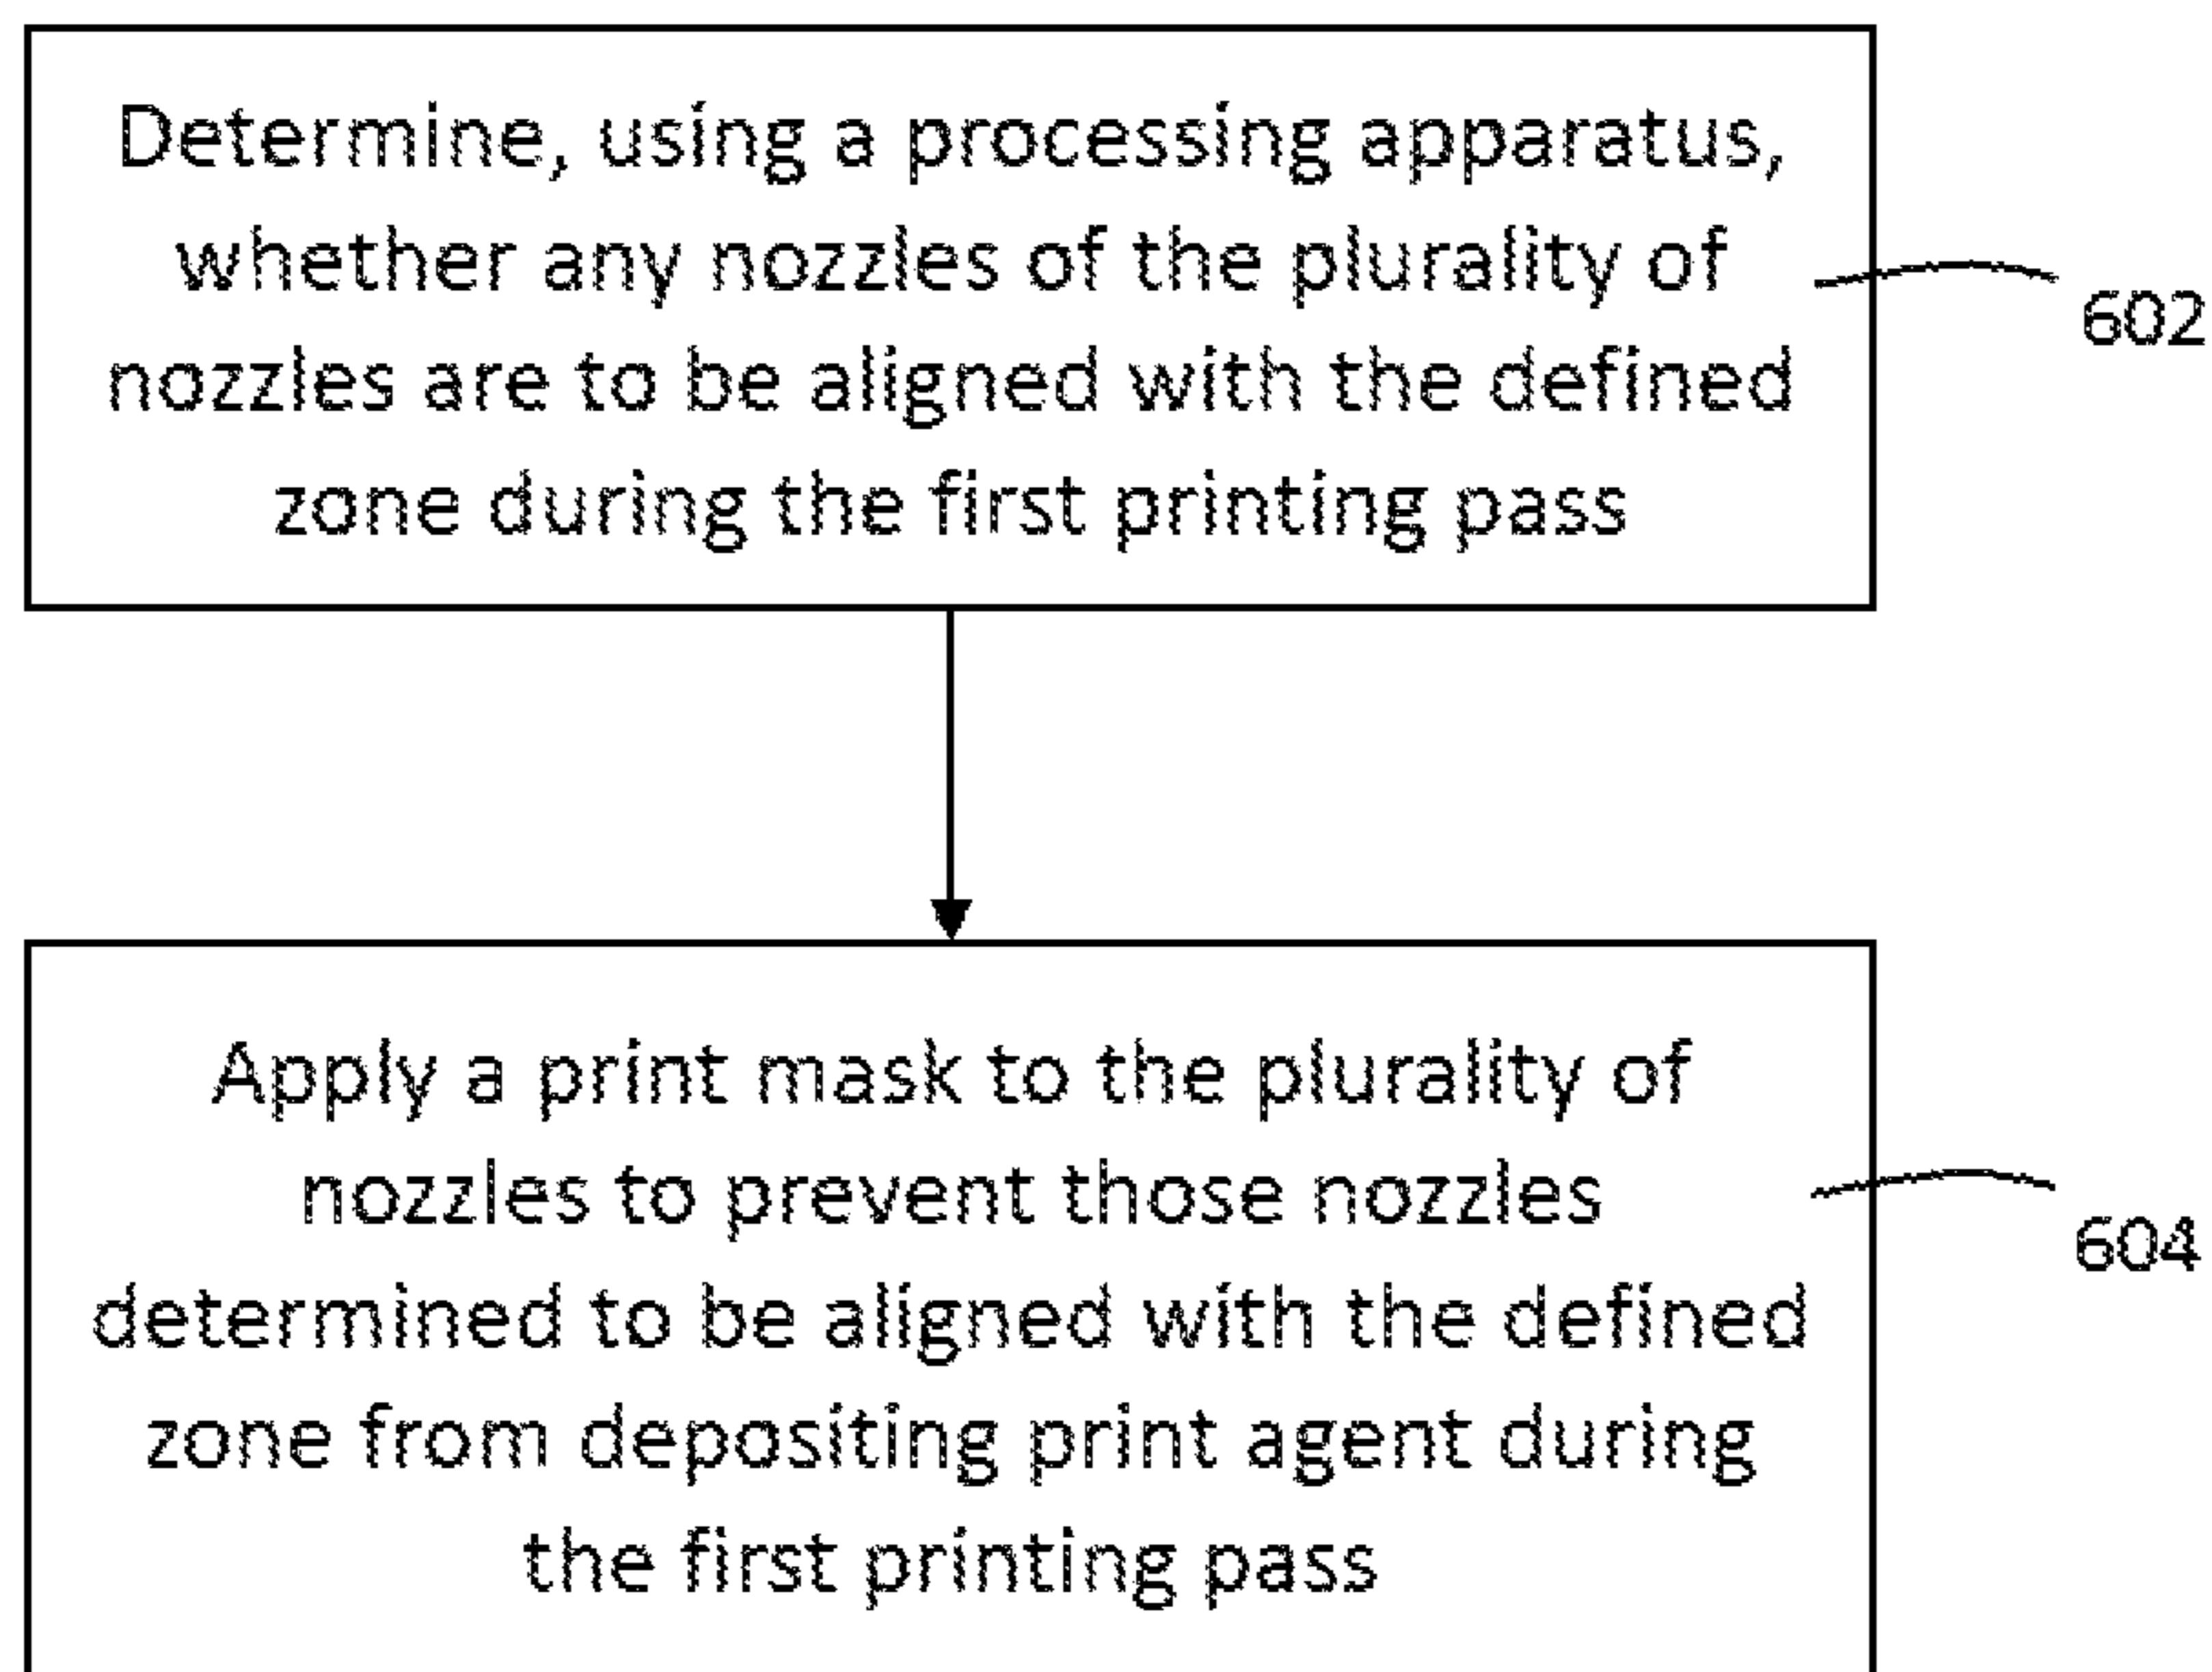 Determine, using a processing apparatus,
whether any nozzles of the plurality of
nozzles are to be aligned with the defined
zone during the first printing pass
602
Apply a print mask to the plurality of
nozzles to prevent those nozzles
determined to be aligned with the defined
zone from depositing print agent during
the first printing pass
604